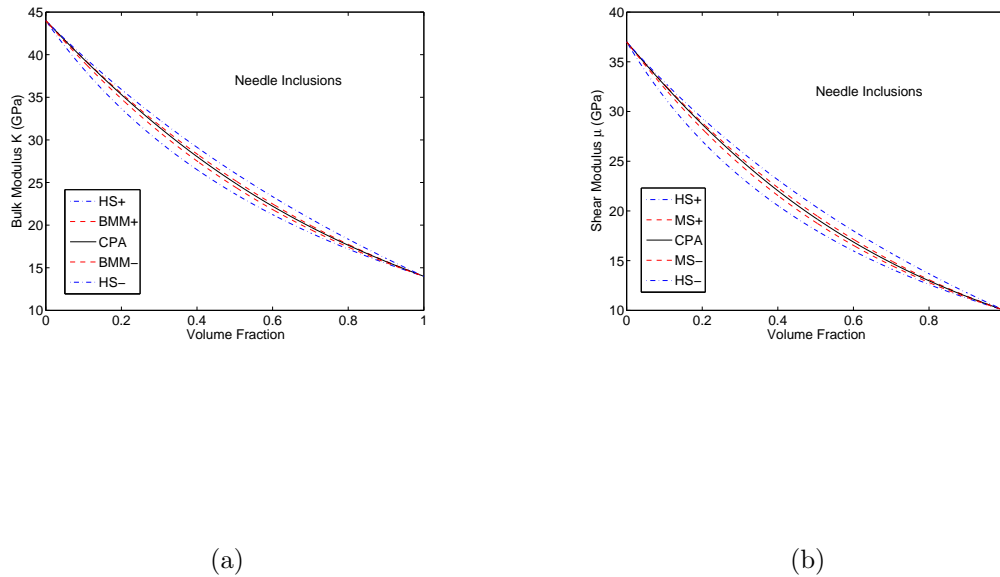 45
40
35
30
25
20
15
10
Bulk Modulus K (GPa)
Needle Inclusions
HS+
BMM+
CPA
BMM−
HS−
0
0.2
0.4
0.6
0.8
1
Volume Fraction
(a)
40
35
30
25
20
15
10
Shear Modulus μ (GPa)
Needle Inclusions
HS+
MS+
CPA
MS−
HS−
0
0.2
0.4
0.6
0.8
Volume Fraction
(b)